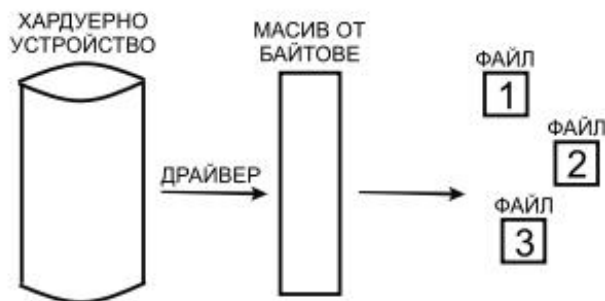 ХАРДУЕРНО
УСТРОЙСТВО
ДРАЙВЕР
МАСИВ ОТ
БАЙТОВЕ
ФАЙЛ
1
ФАЙЛ
2
ФАЙЛ
3